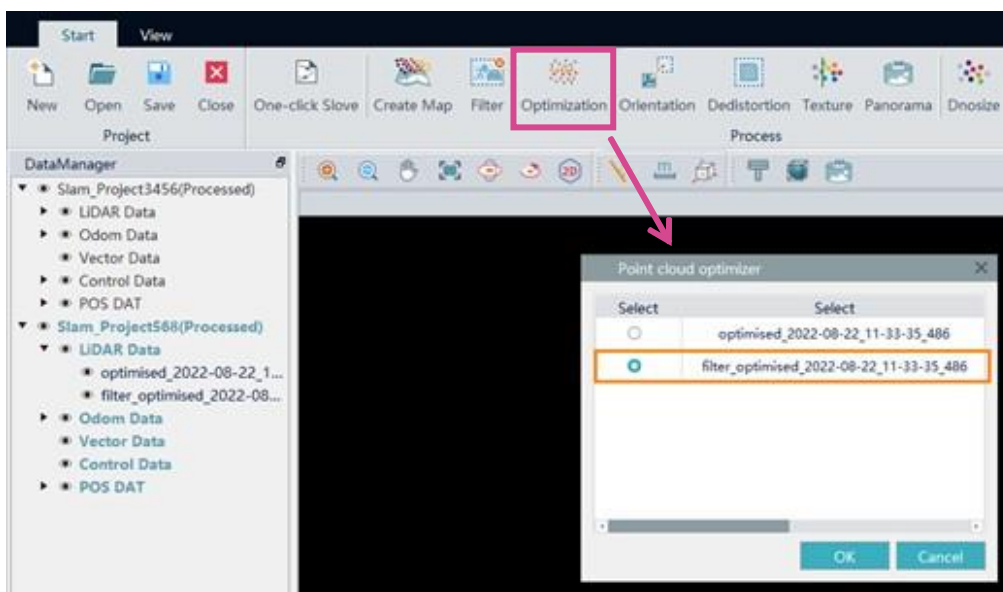 Start View
New Open Save Close One-click Slove Create Map Filter Optimization Orientation Dedistortion Texture Panorama Dnosize
Project Process
DataManager
Slam_Project3456(Processed)
LiDAR Data
Odom Data
Vector Data
Control Data
POS DAT
Slam_Project568(Processed)
LiDAR Data
optimised_2022-08-22_1...
filter_optimised_2022-08...
Odom Data
Vector Data
Control Data
POS DAT
2D
m
Point cloud optimizer
Select Select
optimised_2022-08-22_11-33-35_486
filter_optimised_2022-08-22_11-33-35_486
OK Cancel